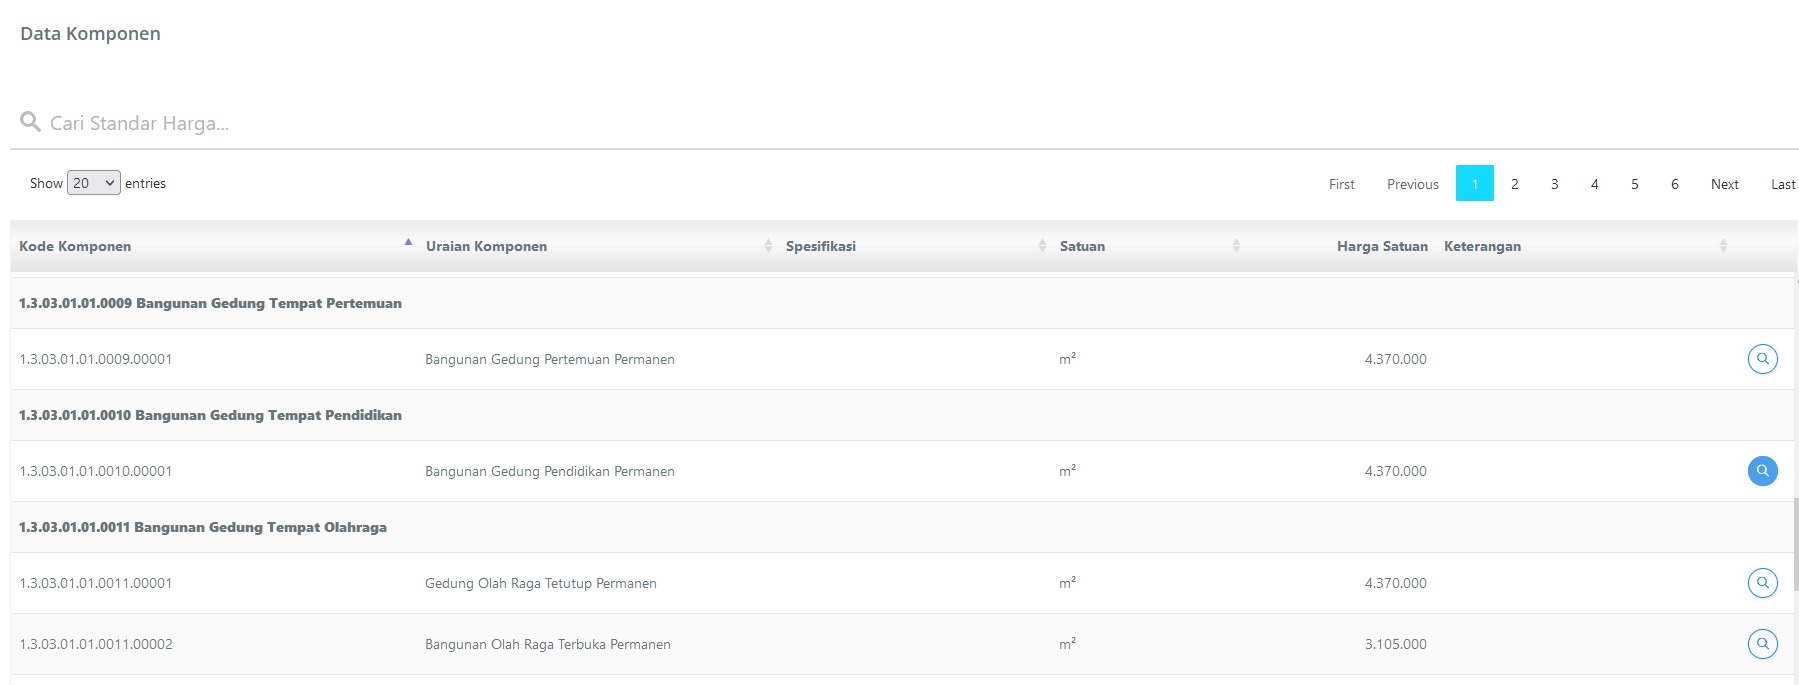 Data Komponen
Cari Standar Harga...
Show 20 entries
First Previous 1 2 3 4 5 6 Next Last
Kode Komponen Uraian Komponen Spesifikasi Satuan Harga Satuan Keterangan
1.3.03.01.01.0009 Bangunan Gedung Tempat Pertemuan
1.3.03.01.01.0009.00001 Bangunan Gedung Pertemuan Permanen m² 4.370.000
1.3.03.01.01.0010 Bangunan Gedung Tempat Pendidikan
1.3.03.01.01.0010.00001 Bangunan Gedung Pendidikan Permanen m² 4.370.000
1.3.03.01.01.0011 Bangunan Gedung Tempat Olahraga
1.3.03.01.01.0011.00001 Gedung Olah Raga Tetutup Permanen m² 4.370.000
1.3.03.01.01.0011.00002 Bangunan Olah Raga Terbuka Permanen m² 3.105.000